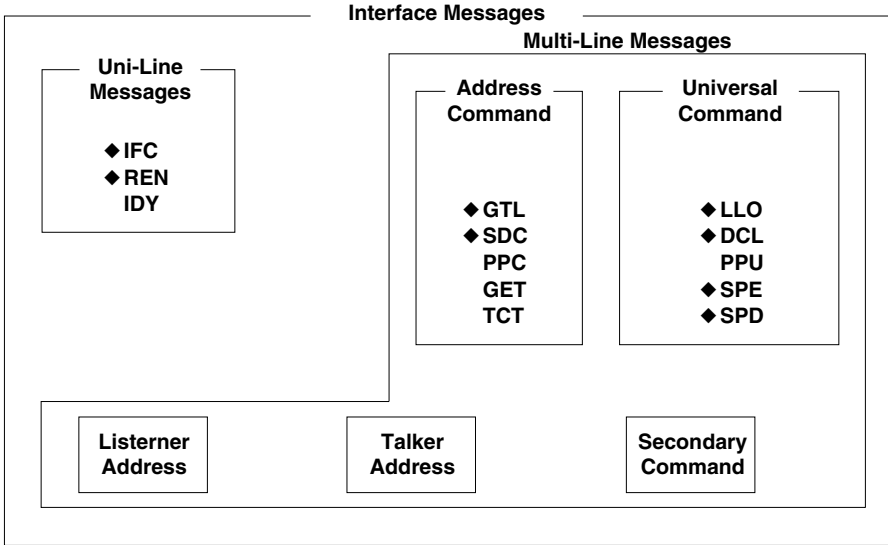 Interface Messages
Multi-Line Messages
Uni-Line
Messages
◆ IFC
◆ REN
IDY
Address
Command
◆ GTL
◆ SDC
PPC
GET
TCT
Universal
Command
◆ LLO
◆ DCL
PPU
◆ SPE
◆ SPD
Listerner
Address
Talker
Address
Secondary
Command